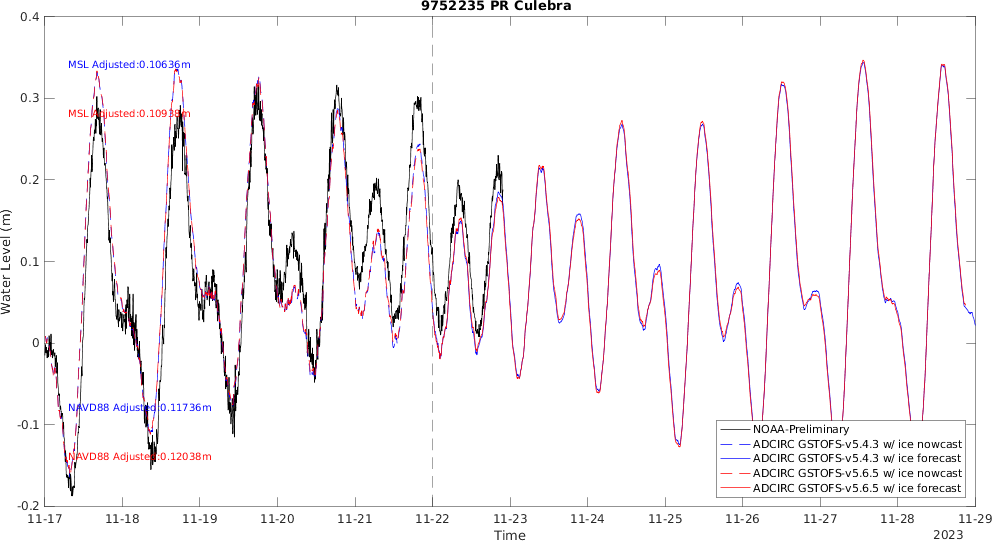 9752235 PR Culebra
0.4
0.3
0.2
0.1
0
-0.1
-0.2
Water Level (m)
MSL Adjusted:0.10636m
MSL Adjusted:0.10938m
NAVD88 Adjusted:0.11736m
NAVD88 Adjusted:0.12038m
NOAA-Preliminary
ADCIRC GSTOFS-v5.4.3 w/ ice nowcast
ADCIRC GSTOFS-v5.4.3 w/ ice forecast
ADCIRC GSTOFS-v5.6.5 w/ ice nowcast
ADCIRC GSTOFS-v5.6.5 w/ ice forecast
11-17 11-18 11-19 11-20 11-21 11-22 11-23 11-24 11-25 11-26 11-27 11-28 11-29
Time
2023